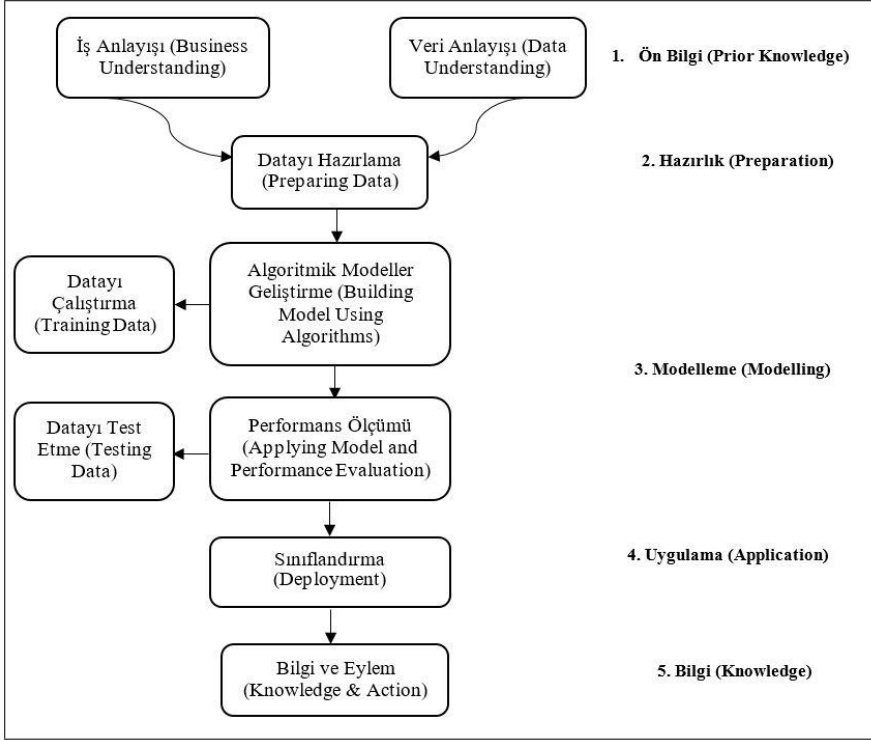 İş Anlayışı (Business
Understanding)
Veri Anlayışı (Data
Understanding)
1. Ön Bilgi (Prior Knowledge)
Datayı Hazırlama
(Preparing Data)
2. Hazırlık (Preparation)
Datayı
Çalıştırma
(Training Data)
Algoritmik Modeller
Geliştirme (Building
Model Using
Algorithms)
3. Modelleme (Modelling)
Datayı Test
Etme (Testing
Data)
Performans Ölçümü
(Applying Model and
Performance Evaluation)
Sınıflandırma
(Deployment)
4. Uygulama (Application)
Bilgi ve Eylem
(Knowledge & Action)
5. Bilgi (Knowledge)